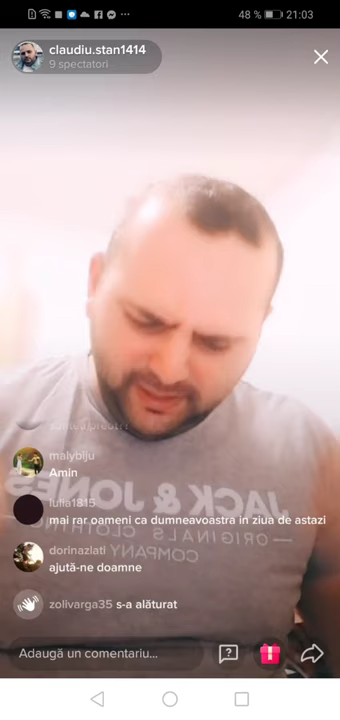 48 % 21:03
claudiu.stan1414
9 spectatori
malybiju
Amin
JACK & JONES
Iulia1815
mai rar oameni ca dumneavoastra in ziua de astazi
— ORIGINALS CLOTHING —
dorinazlati
COMPANY
ajută-ne doamne
zolivarga35 s-a alăturat
Adaugă un comentariu...